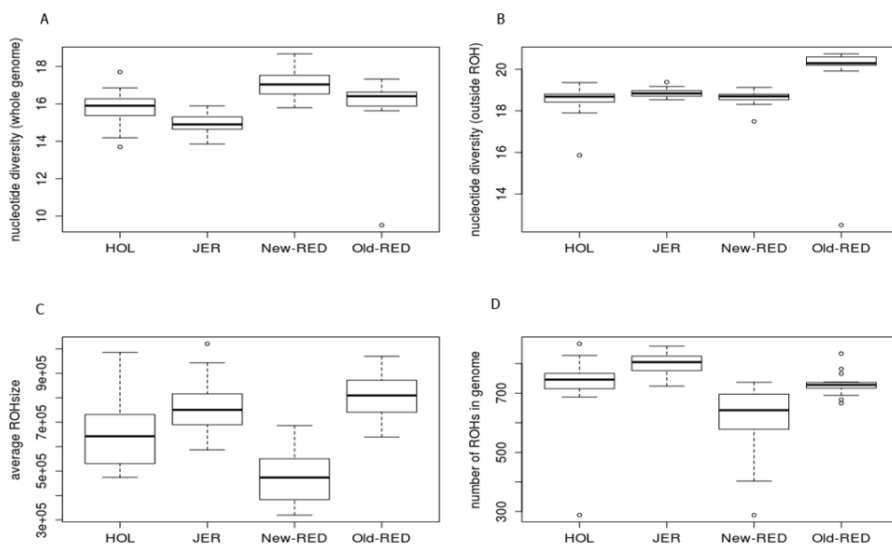 A
nucleotide diversity (whole genome)
18
16
14
12
10
HOL JER New-RED Old-RED
B
nucleotide diversity (outside ROH)
20
18
16
14
HOL JER New-RED Old-RED
C
average ROHsize
9e+05
7e+05
5e+05
3e+05
HOL JER New-RED Old-RED
D
number of ROHs in genome
700
500
300
HOL JER New-RED Old-RED